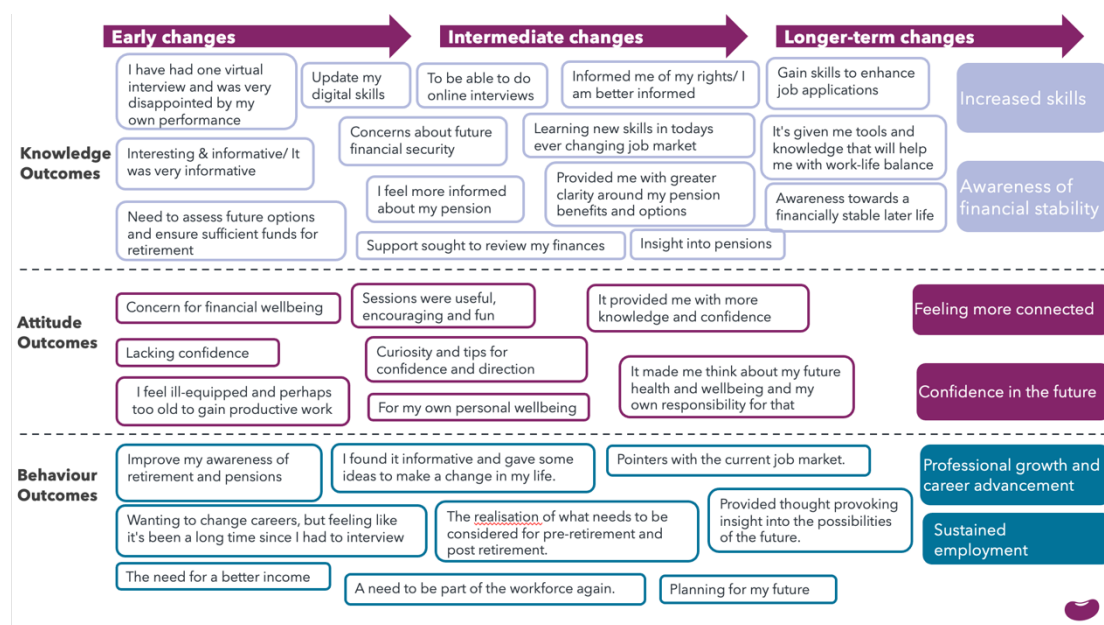 Early changes
Intermediate changes
Longer-term changes
Knowledge
Outcomes
I have had one virtual
interview and was very
disappointed by my
own performance
Update my
digital skills
To be able to do
online interviews
Informed me of my rights/ I
am better informed
Gain skills to enhance
job applications
Increased skills
Interesting & informative/ It
was very informative
Concerns about future
financial security
Learning new skills in todays
ever changing job market
It's given me tools and
knowledge that will help
me with work-life balance
Need to assess future options
and ensure sufficient funds for
retirement
I feel more informed
about my pension
Provided me with greater
clarity around my pension
benefits and options
Awareness towards a
financially stable later life
Awareness of
financial stability
Support sought to review my finances
Insight into pensions
Attitude
Outcomes
Concern for financial wellbeing
Sessions were useful,
encouraging and fun
It provided me with more
knowledge and confidence
Feeling more connected
Lacking confidence
Curiosity and tips for
confidence and direction
I feel ill-equipped and perhaps
too old to gain productive work
For my own personal wellbeing
It made me think about my future
health and wellbeing and my
own responsibility for that
Confidence in the future
Behaviour
Outcomes
Improve my awareness of
retirement and pensions
I found it informative and gave some
ideas to make a change in my life.
Pointers with the current job market.
Professional growth and
career advancement
Wanting to change careers, but feeling like
it's been a long time since I had to interview
The realisation of what needs to be
considered for pre-retirement and
post retirement.
Provided thought provoking
insight into the possibilities
of the future.
Sustained
employment
The need for a better income
A need to be part of the workforce again.
Planning for my future